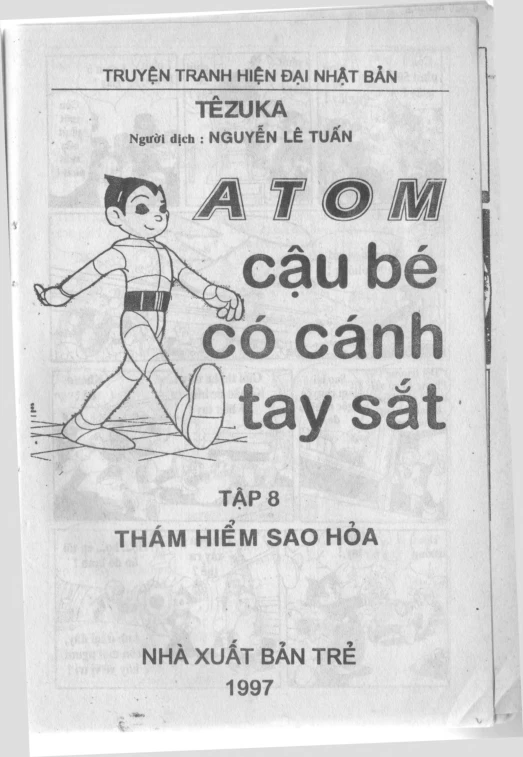 TRUYỆN TRANH HIỆN ĐẠI NHẬT BẢN
TÊZUKA
Người dịch : NGUYỄN LÊ TUẤN
ATOM
cậu bé
có cánh
tay sắt
TẬP 8
THÁM HIỂM SAO HỎA
NHÀ XUẤT BẢN TRẺ
1997